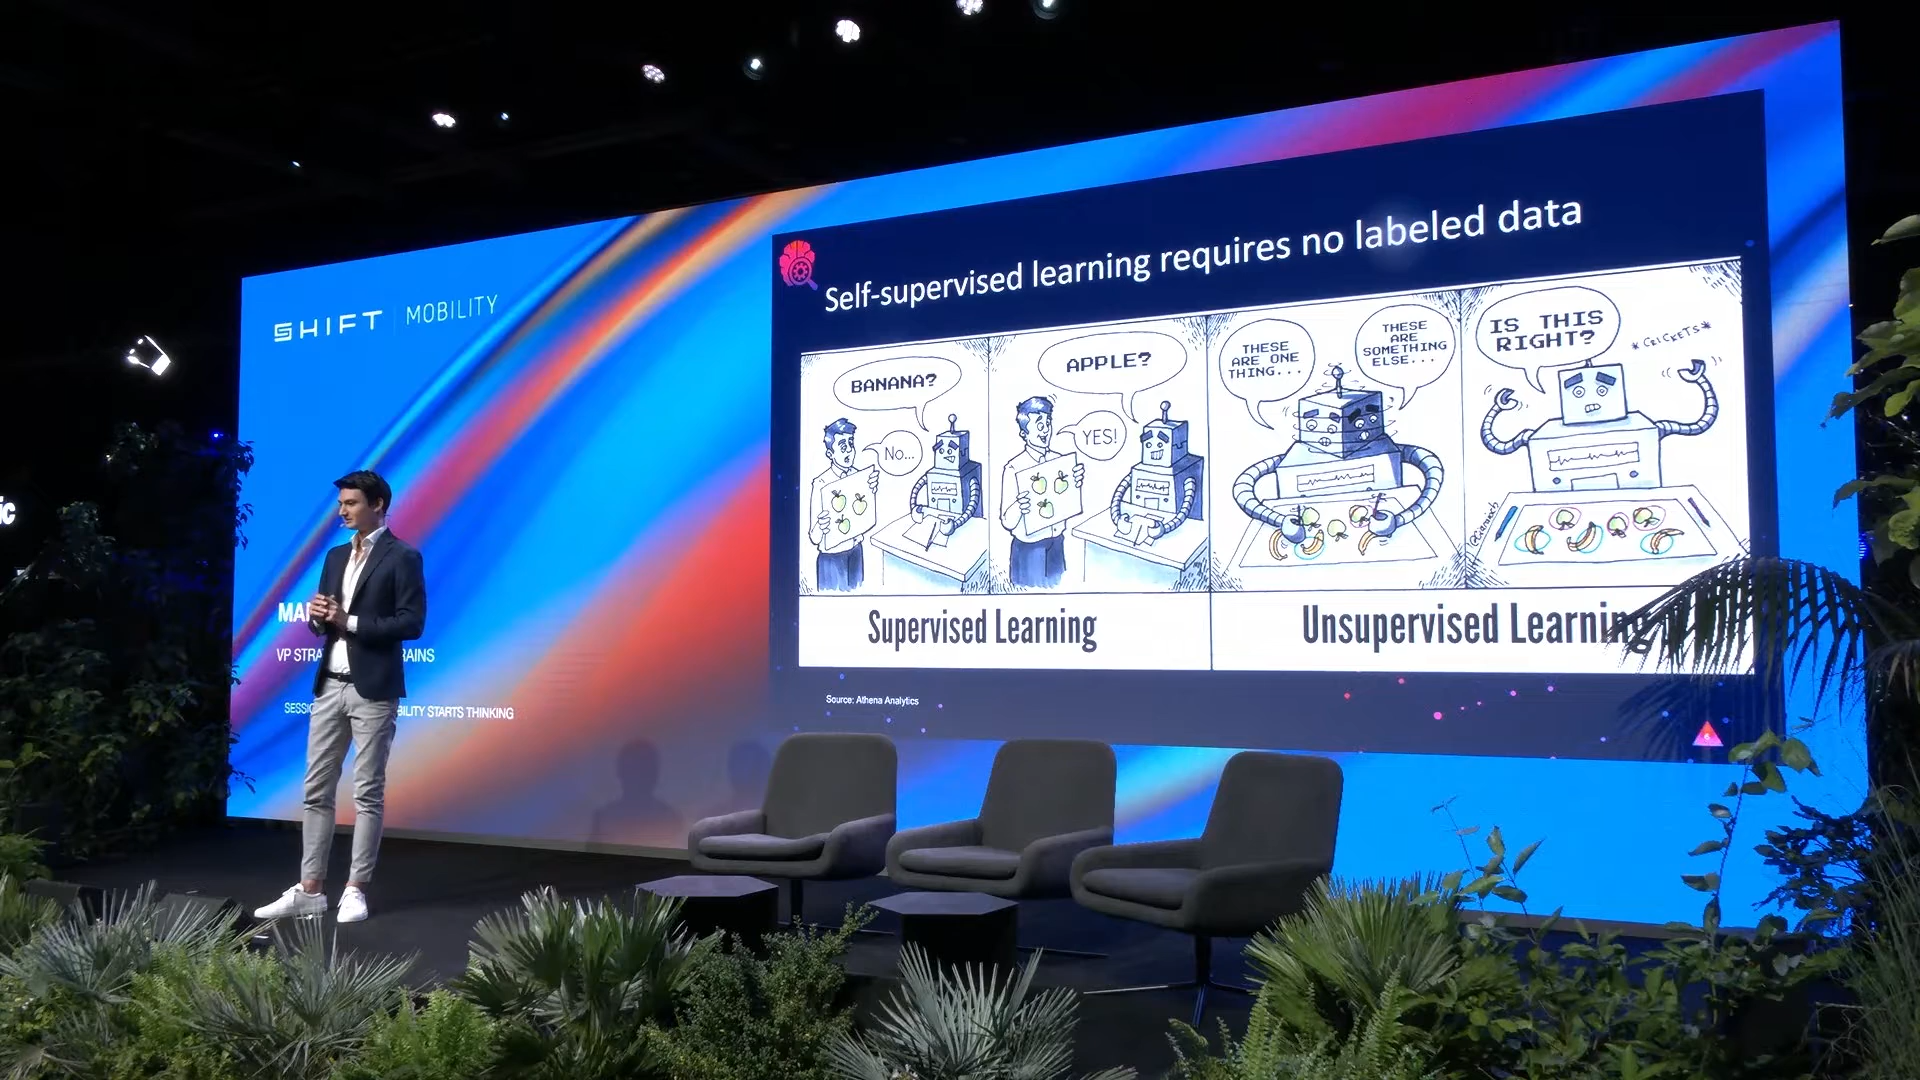 SHIFT | MOBILITY
VP STRA
RAINS
BILITY STARTS THINKING
Self-supervised learning requires no labeled data
BANANA?
No...
APPLE?
YES!
THESE
ARE ONE
THING...
THESE
ARE
SOMETHING
ELSE...
IS THIS
RIGHT?
*CRICKETS*
Supervised Learning
Unsupervised Learning
Source: Athena Analytics